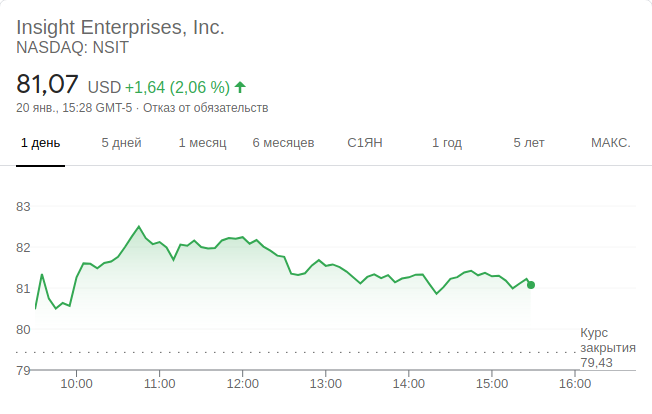 Insight Enterprises, Inc.
NASDAQ: NSIT
81,07 USD +1,64 (2,06 %)
20 янв., 15:28 GMT-5 · Отказ от обязательств
1 день 5 дней 1 месяц 6 месяцев С1ЯН 1 год 5 лет МАКС.
83
82
81
80
Курс
закрытия
79,43
79
10:00 11:00 12:00 13:00 14:00 15:00 16:00